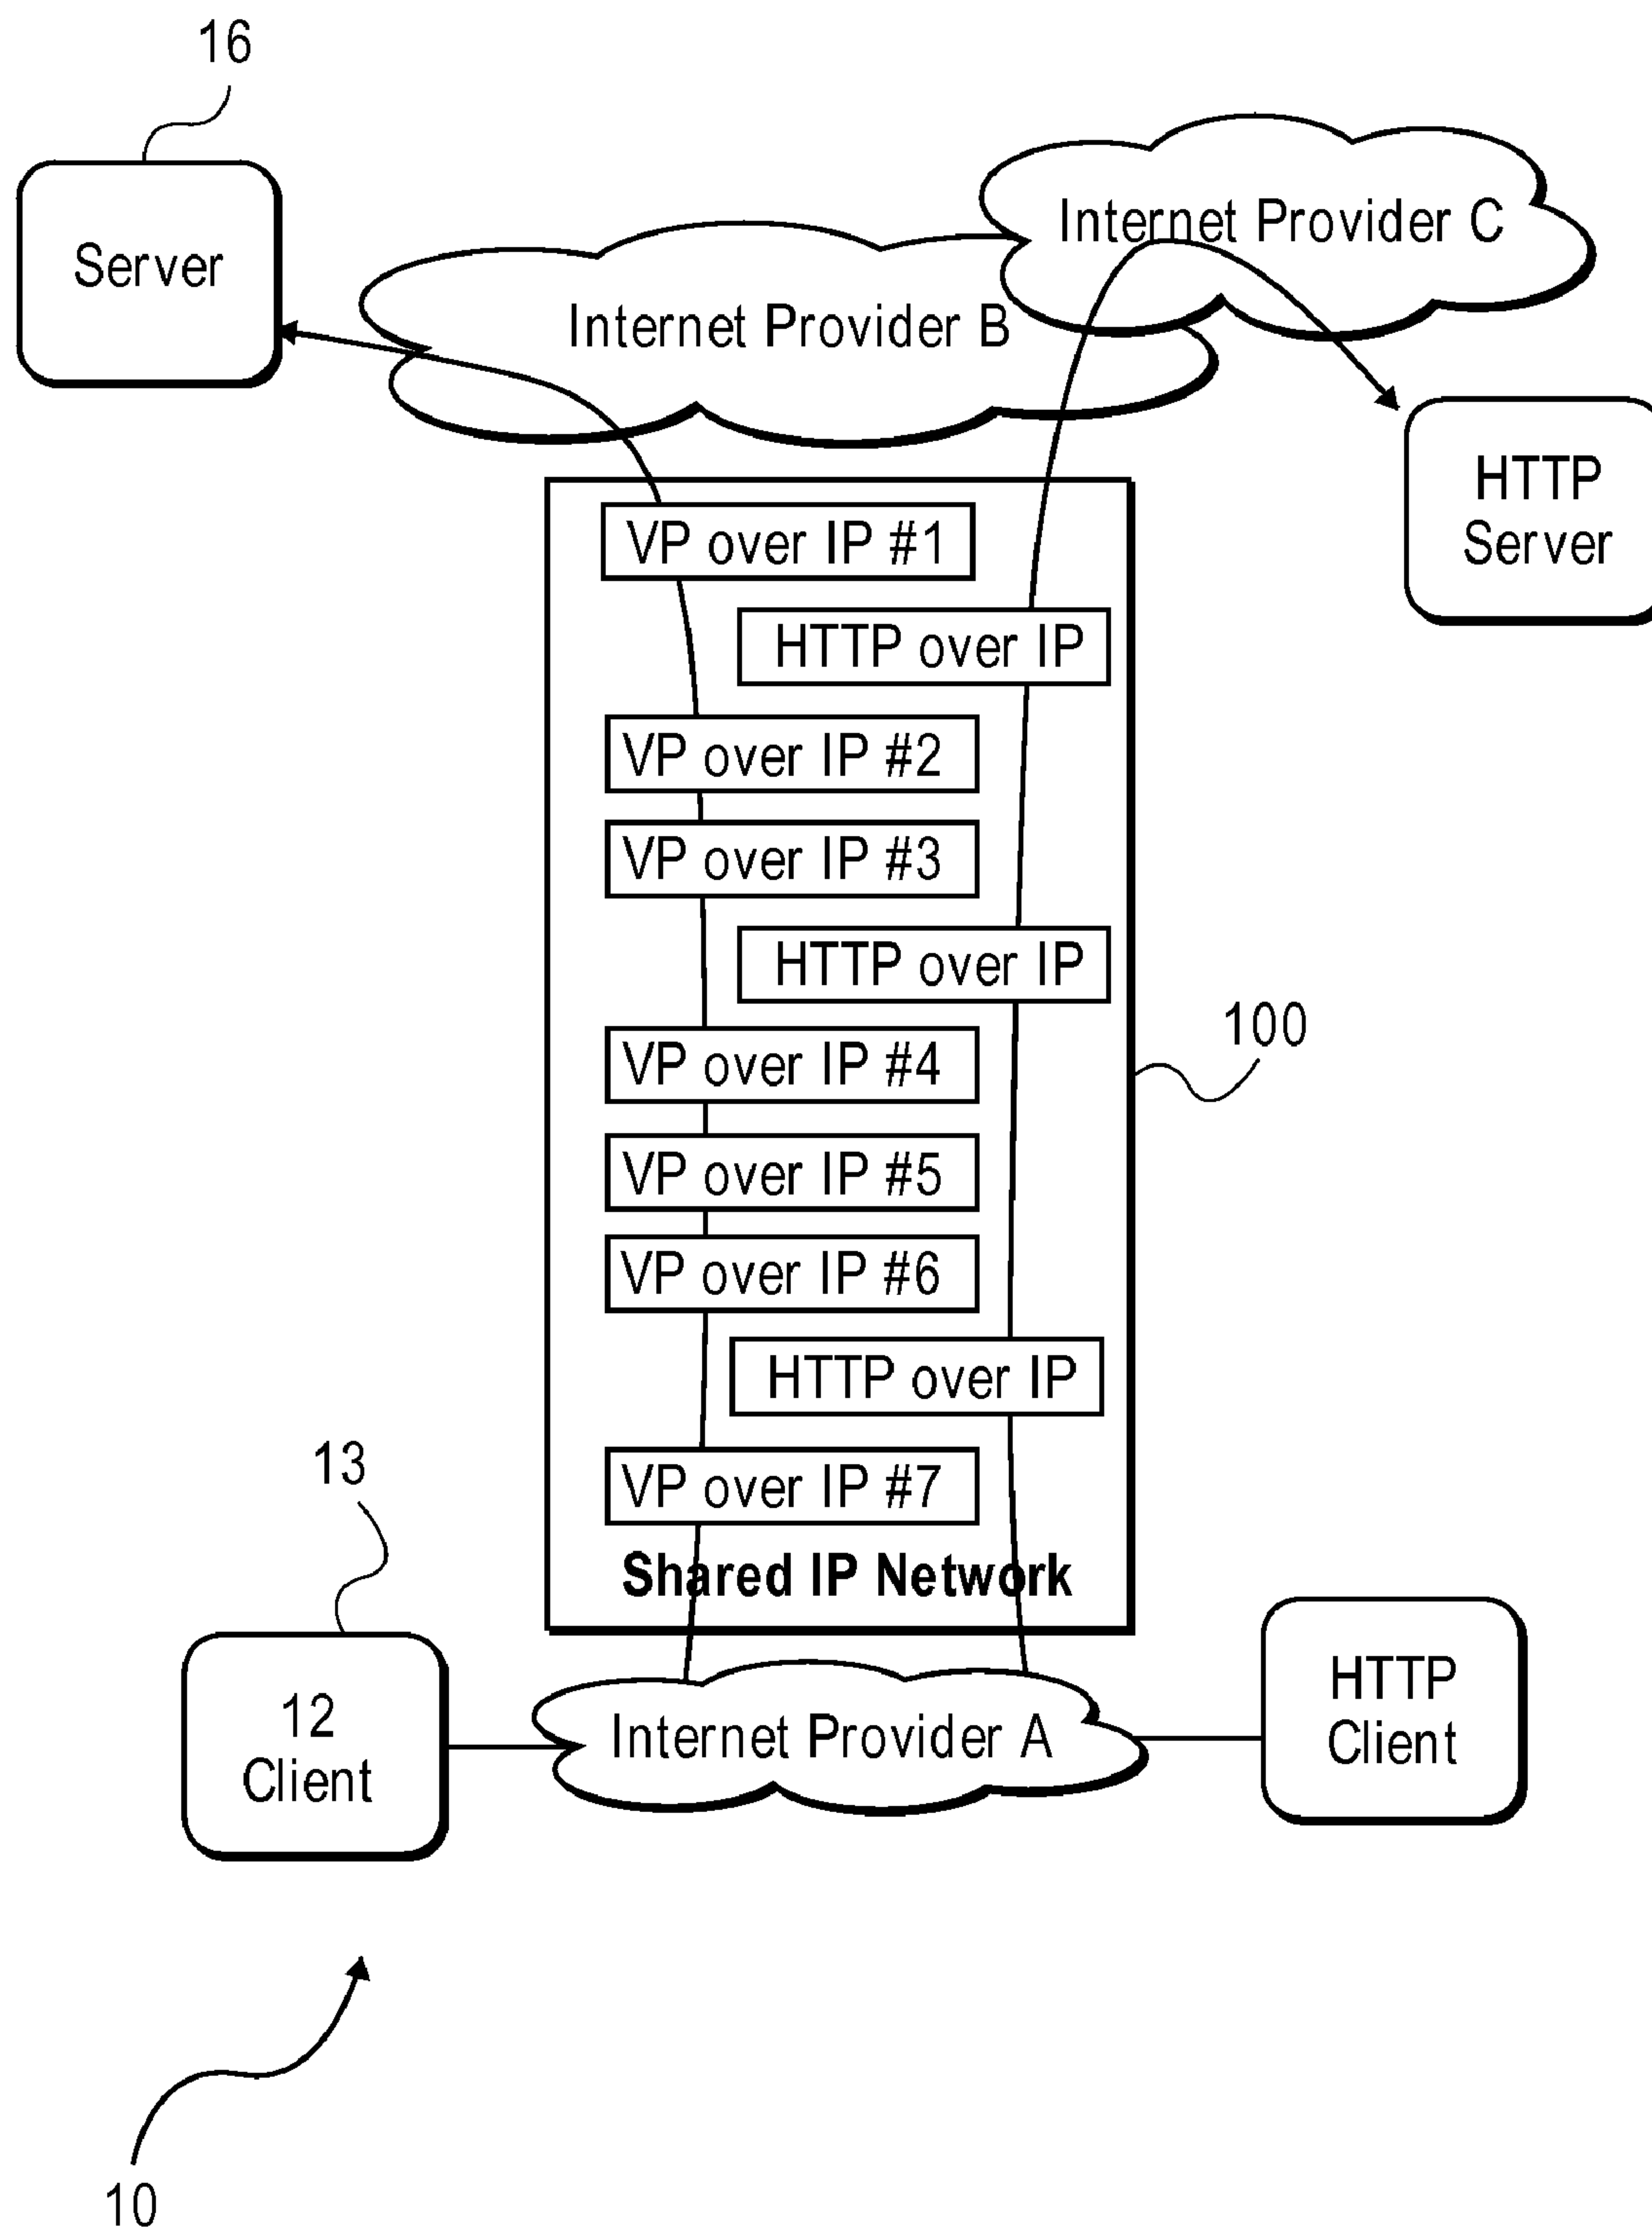 16
Server
Internet Provider C
Internet Provider B
HTTP
Server
VP over IP #1
HTTP over IP
VP over IP #2
VP over IP #3
HTTP over IP
100
VP over IP #4
VP over IP #5
VP over IP #6
HTTP over IP
13
VP over IP #7
Shared IP Network
12
Client
Internet Provider A
HTTP
Client
10